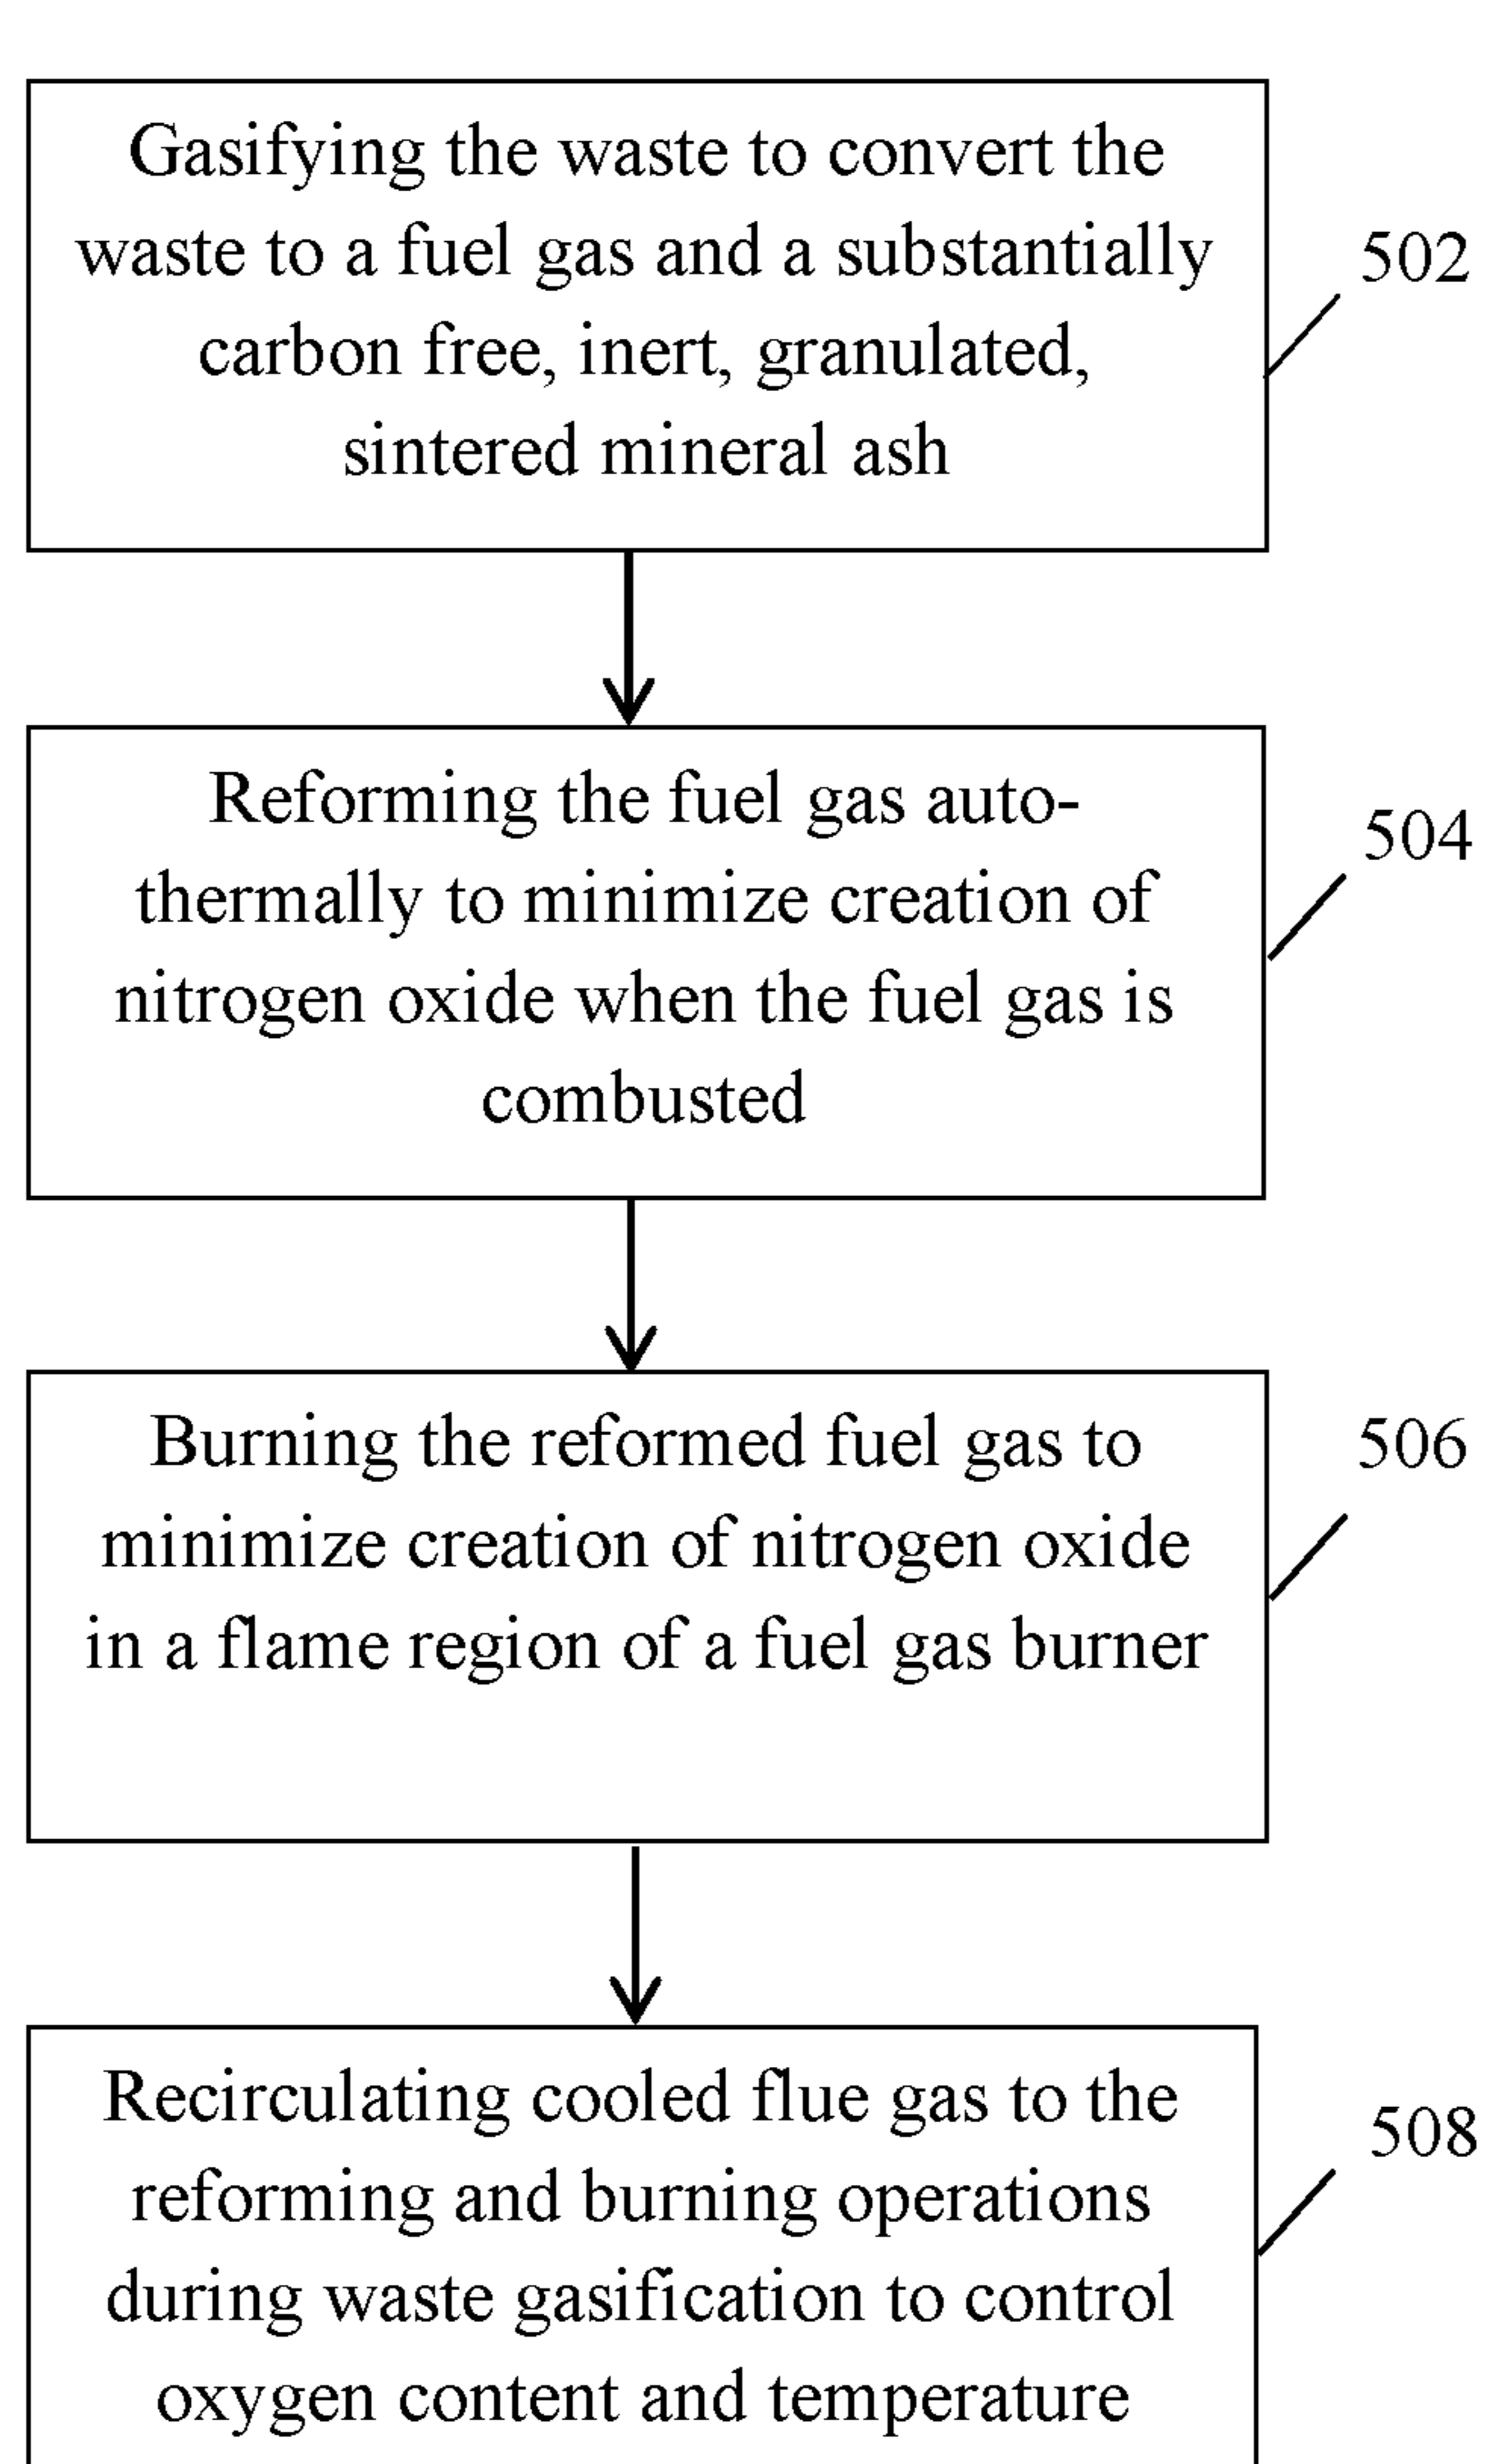 Gasifying the waste to convert the
waste to a fuel gas and a substantially
carbon free, inert, granulated,
sintered mineral ash
502
Reforming the fuel gas auto-
thermally to minimize creation of
nitrogen oxide when the fuel gas is
combusted
504
Burning the reformed fuel gas to
minimize creation of nitrogen oxide
in a flame region of a fuel gas burner
506
Recirculating cooled flue gas to the
reforming and burning operations
during waste gasification to control
oxygen content and temperature
508